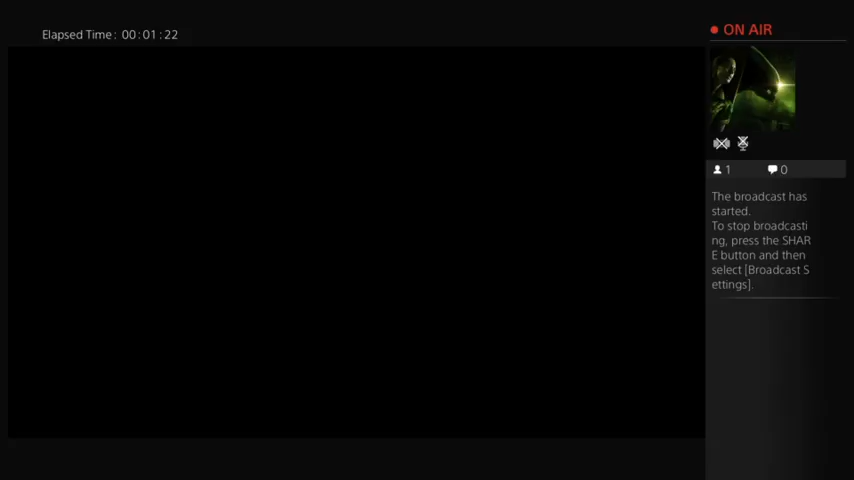 Elapsed Time: 00:01:22
ON AIR
1 0
The broadcast has
started.
To stop broadcasti
ng, press the SHAR
E button and then
select [Broadcast S
ettings].